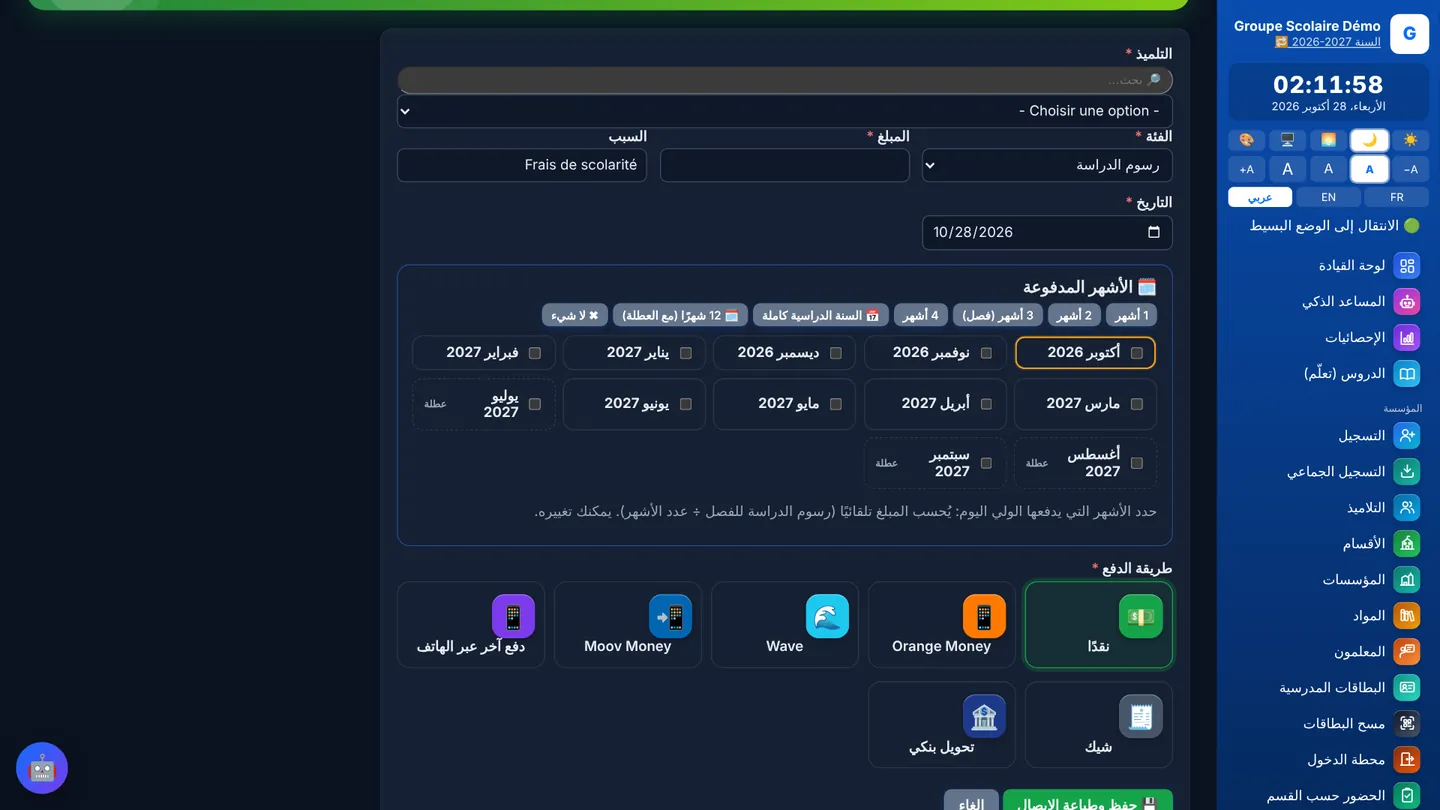 Groupe Scolaire Démo
السنة 2027-2026 🔁
G
02:11:58
الأربعاء، 28 أكتوبر 2026
A−
A
A
A
A+
FR
EN
عربي
🟢 الانتقال إلى الوضع البسيط
لوحة القيادة
المساعد الذكي
الإحصائيات
الدروس (تعلّم)
المؤسسة
التسجيل
التسجيل الجماعي
التلاميذ
الأقسام
المؤسسات
المواد
المعلمون
البطاقات المدرسية
مسح البطاقات
محطة الدخول
الحضور حسب القسم
التلميذ *
🔎 بحث...
- Choisir une option -
الفئة *
المبلغ *
السبب
رسوم الدراسة
Frais de scolarité
التاريخ *
10/28/2026
🗓️ الأشهر المدفوعة
1 أشهر
2 أشهر
3 أشهر (فصل)
4 أشهر
📅 السنة الدراسية كاملة
🗓️ 12 شهرًا (مع العطلة)
✖ لا شيء
أكتوبر 2026
نوفمبر 2026
ديسمبر 2026
يناير 2027
فبراير 2027
مارس 2027
أبريل 2027
مايو 2027
يونيو 2027
يوليو 2027
عطلة
أغسطس 2027
عطلة
سبتمبر 2027
عطلة
حدد الأشهر التي يدفعها الولي اليوم: يُحسب المبلغ تلقائيًا (رسوم الدراسة للفصل ÷ عدد الأشهر). يمكنك تغييره.
طريقة الدفع *
نقدًا
Orange Money
Wave
Moov Money
دفع آخر عبر الهاتف
شيك
تحويل بنكي
💾 حفظ وطباعة الإيصال
إلغاء